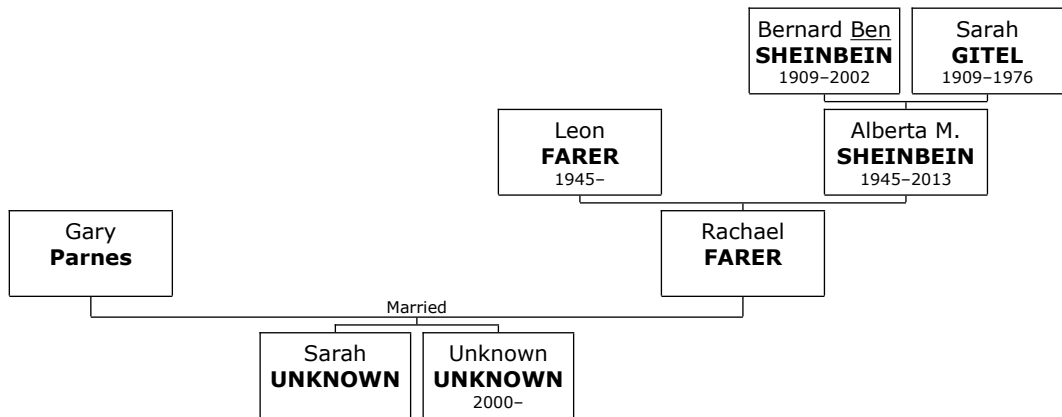 Bernard Ben
SHEINBEIN
1909–2002
Sarah
GITEL
1909–1976
Leon
FARER
1945–
Alberta M.
SHEINBEIN
1945–2013
Gary
Parnes
Rachael
FARER
Married
Sarah
UNKNOWN
Unknown
UNKNOWN
2000–